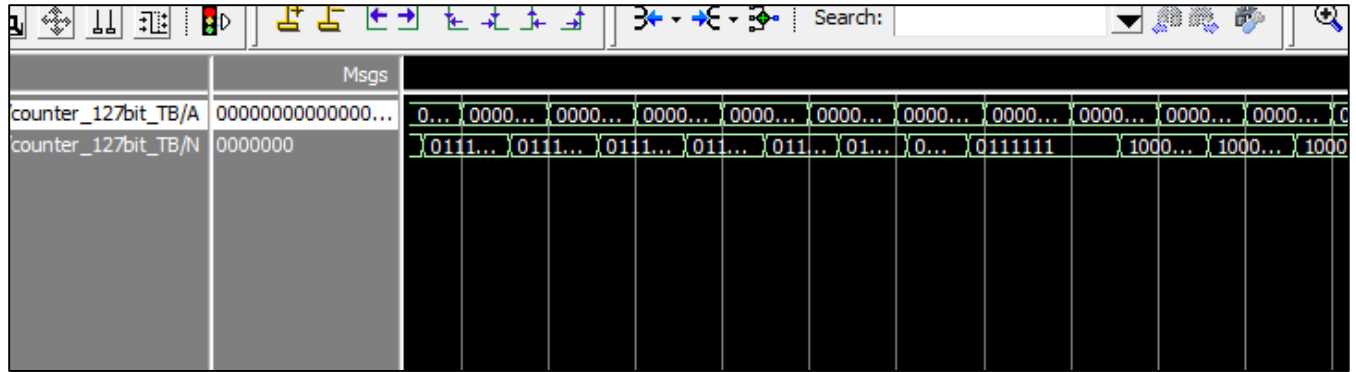 Search:
Msgs
counter_127bit_TB/A 00000000000000... 0... 0000... 0000... 0000... 0000... 0000... 0000... 0000... 0000... 0000... 0000...
counter_127bit_TB/N 0000000 0111... 0111... 0111... 011... 011... 01... 0... 0111111 1000... 1000... 1000